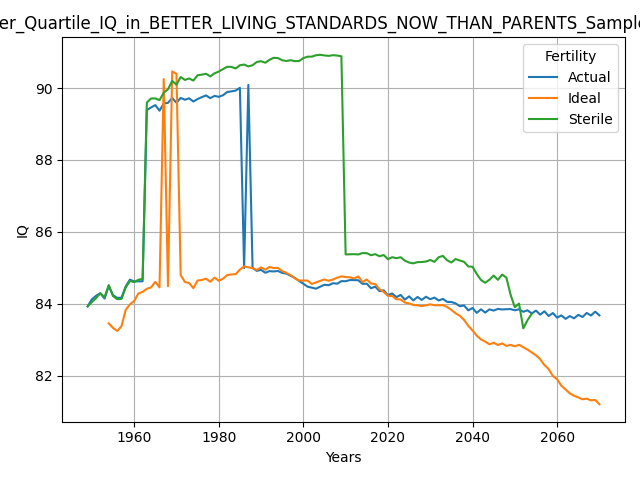 er_Quartile_IQ_in_BETTER_LIVING_STANDARDS_NOW_THAN_PARENTS_Sample
Fertility
Actual
Ideal
Sterile
IQ
90
88
86
84
82
1960
1980
2000
2020
2040
2060
Years